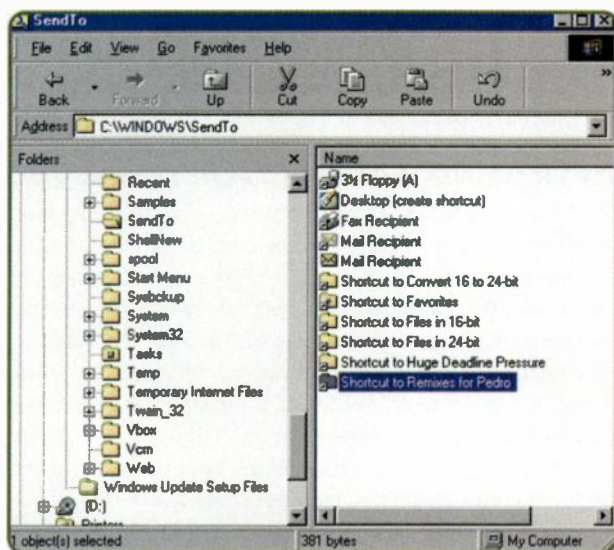 SendTo
File Edit View Go Favorites Help
Back Forward Up Cut Copy Paste Undo
Address C:\WINDOWS\SendTo
Folders
Recent
Samples
SendTo
ShellNew
spool
Start Menu
Sysbckup
System
System32
Tasks
Temp
Temporary Internet Files
Twain_32
Vbox
Vcm
Web
Windows Update Setup Files
(D:)
Printers
Name
3½ Floppy (A)
Desktop (create shortcut)
Fax Recipient
Mail Recipient
Mail Recipient
Shortcut to Convert 16 to 24-bit
Shortcut to Favorites
Shortcut to Files in 16-bit
Shortcut to Files in 24-bit
Shortcut to Huge Deadline Pressure
Shortcut to Remixes for Pedro
1 object(s) selected 381 bytes My Computer